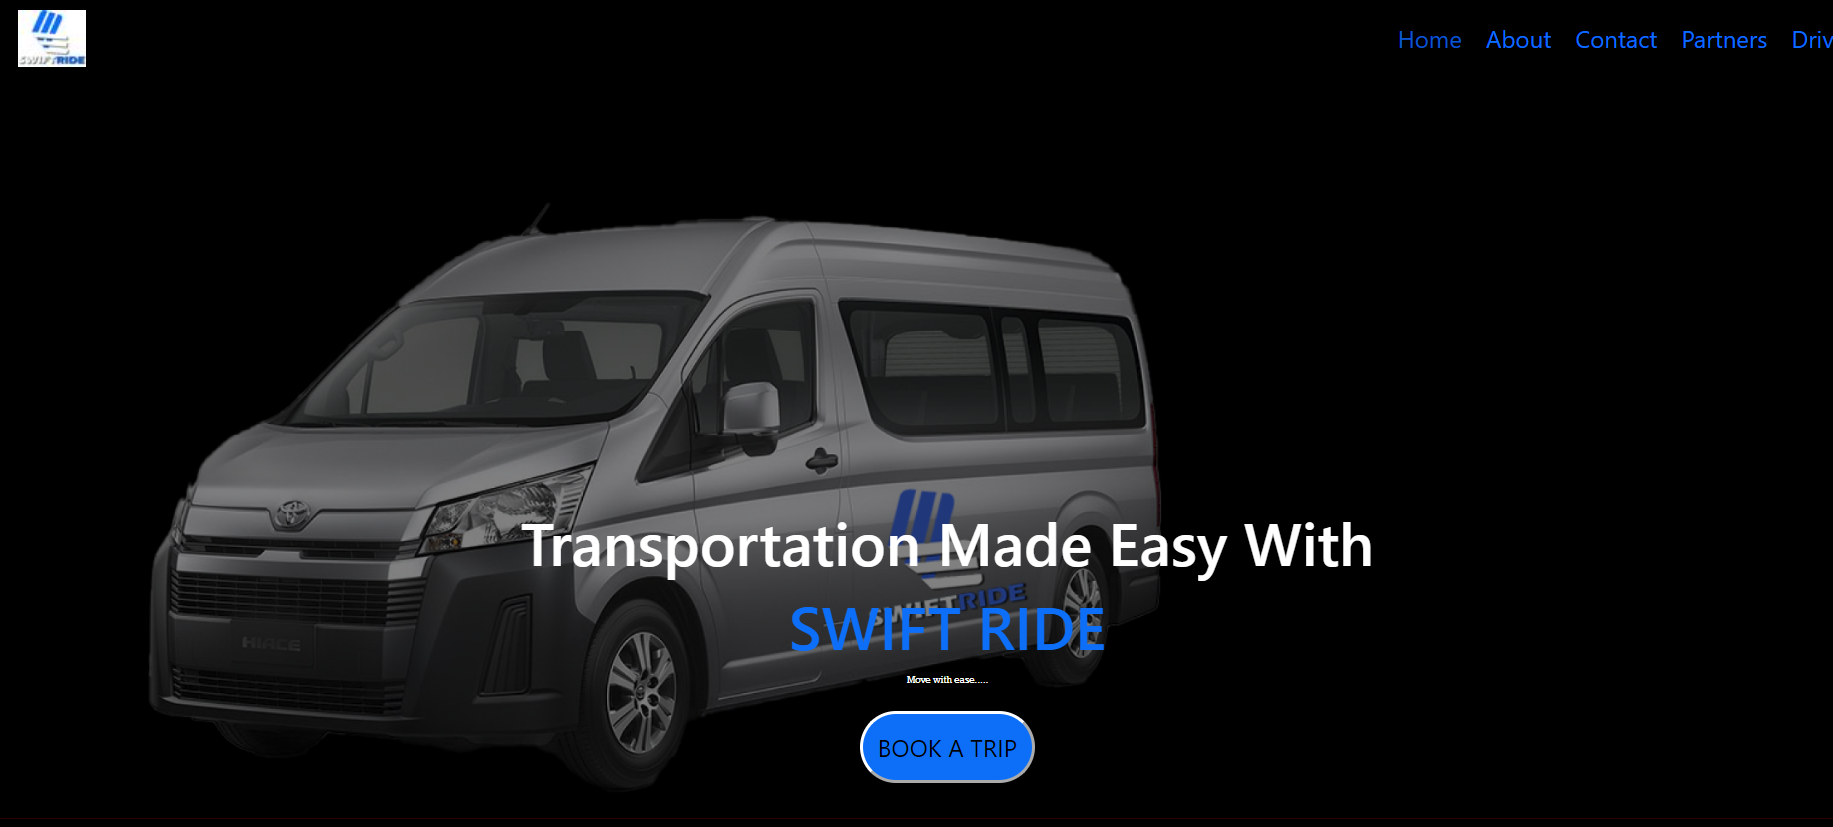 SWIFTRIDE
Home About Contact Partners Driv
HIACE
Transportation Made Easy With
SWIFTRIDE
SWIFT RIDE
Move with ease.....
BOOK A TRIP